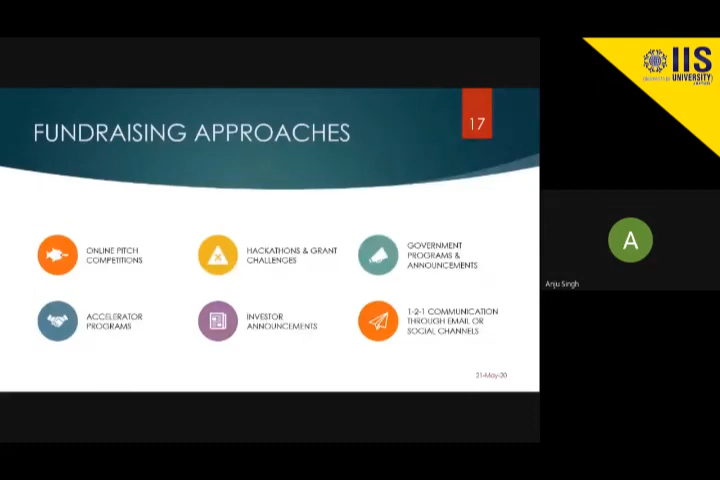 FUNDRAISING APPROACHES
17
ONLINE PITCH
COMPETITIONS
HACKATHONS & GRANT
CHALLENGES
GOVERNMENT
PROGRAMS &
ANNOUNCEMENTS
ACCELERATOR
PROGRAMS
INVESTOR
ANNOUNCEMENTS
1-2-1 COMMUNICATION
THROUGH EMAIL OR
SOCIAL CHANNELS
21-May-20
IIS
UNIVERSITY
A
Anju Singh